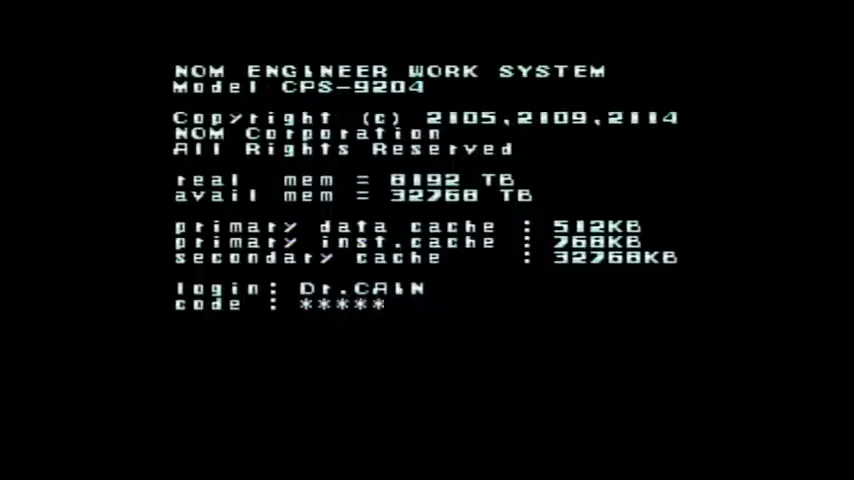 NOM ENGINEER WORK SYSTEM
Model CPS-9204
Copyright (c) 2105,2109,2114
NOM Corporation
All Rights Reserved
real mem = 8192 TB
avail mem = 32768 TB
primary data cache : 512KB
primary inst.cache : 768KB
secondary cache : 32768KB
login: Dr.CAIN
code : *****